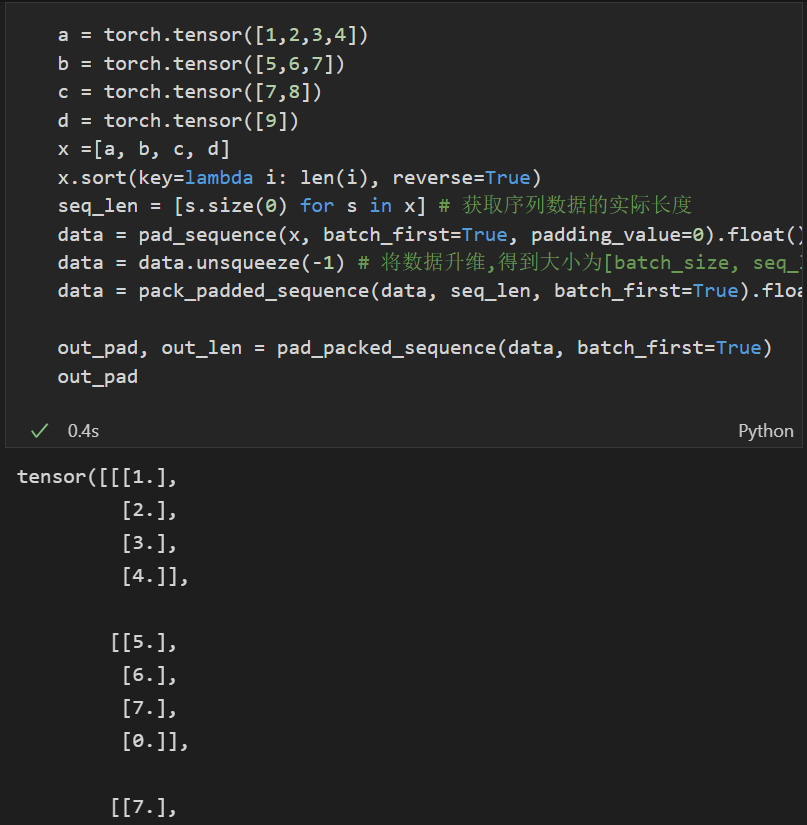 a = torch.tensor([1,2,3,4])
b = torch.tensor([5,6,7])
c = torch.tensor([7,8])
d = torch.tensor([9])
x =[a, b, c, d]
x.sort(key=lambda i: len(i), reverse=True)
seq_len = [s.size(0) for s in x] # 获取序列数据的实际长度
data = pad_sequence(x, batch_first=True, padding_value=0).float()
data = data.unsqueeze(-1) # 将数据升维,得到大小为[batch_size, seq_
data = pack_padded_sequence(data, seq_len, batch_first=True).floa
out_pad, out_len = pad_packed_sequence(data, batch_first=True)
out_pad
0.4s
Python
tensor([[[1.],
[2.],
[3.],
[4.]],
[[5.],
[6.],
[7.],
[0.]],
[[7.],